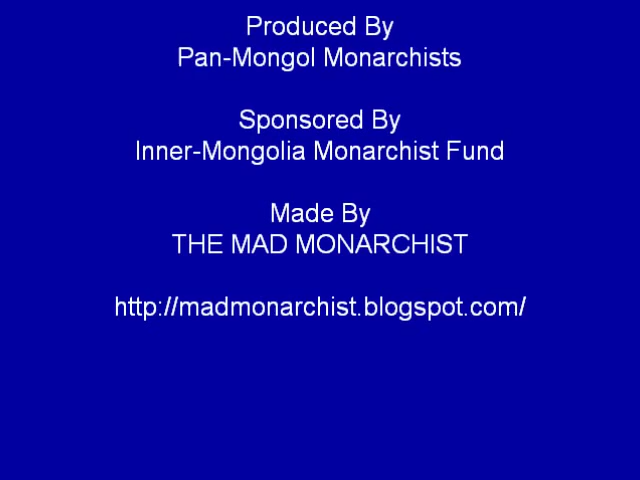 Produced By
Pan-Mongol Monarchists
Sponsored By
Inner-Mongolia Monarchist Fund
Made By
THE MAD MONARCHIST
http://madmonarchist.blogspot.com/